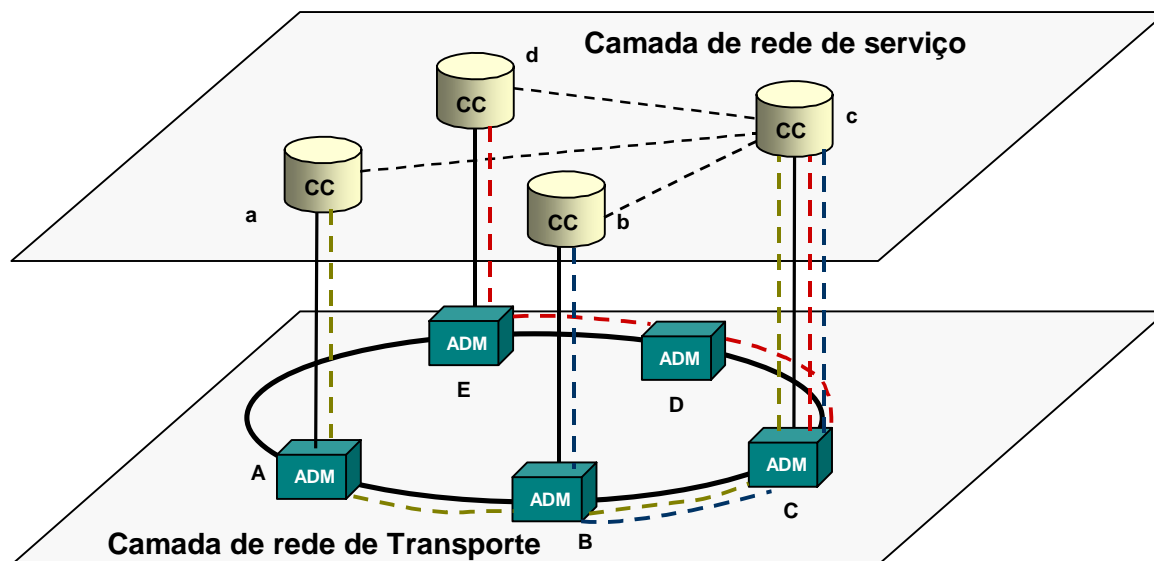 Camada de rede de serviço
d
CC
c
CC
CC
a
CC
b
ADM
E
ADM
D
A
ADM
ADM
B
ADM
C
Camada de rede de Transporte